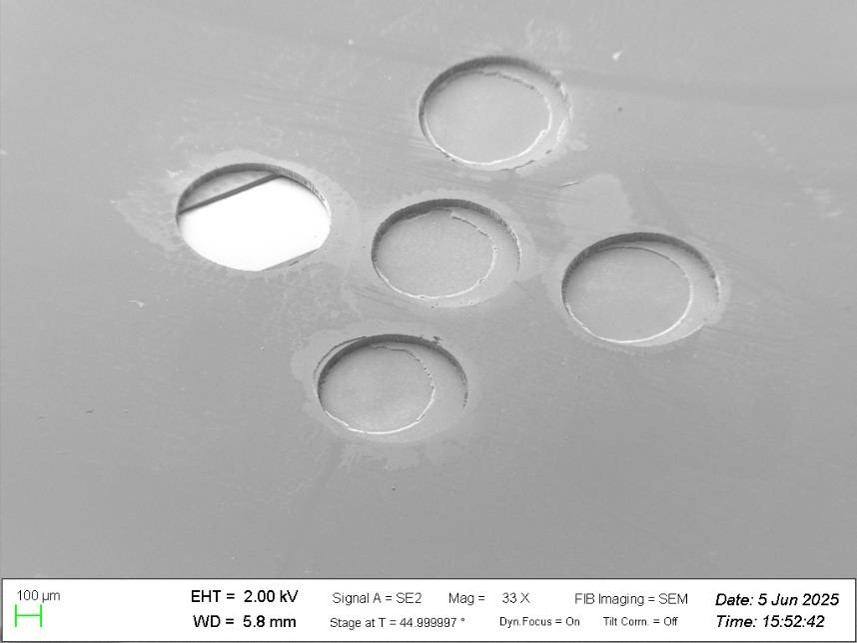 100 µm
EHT = 2.00 kV Signal A = SE2 Mag = 33 X FIB Imaging = SEM Date: 5 Jun 2025
WD = 5.8 mm Stage at T = 44.999997 ° Dyn.Focus = On Tilt Corrn. = Off Time: 15:52:42